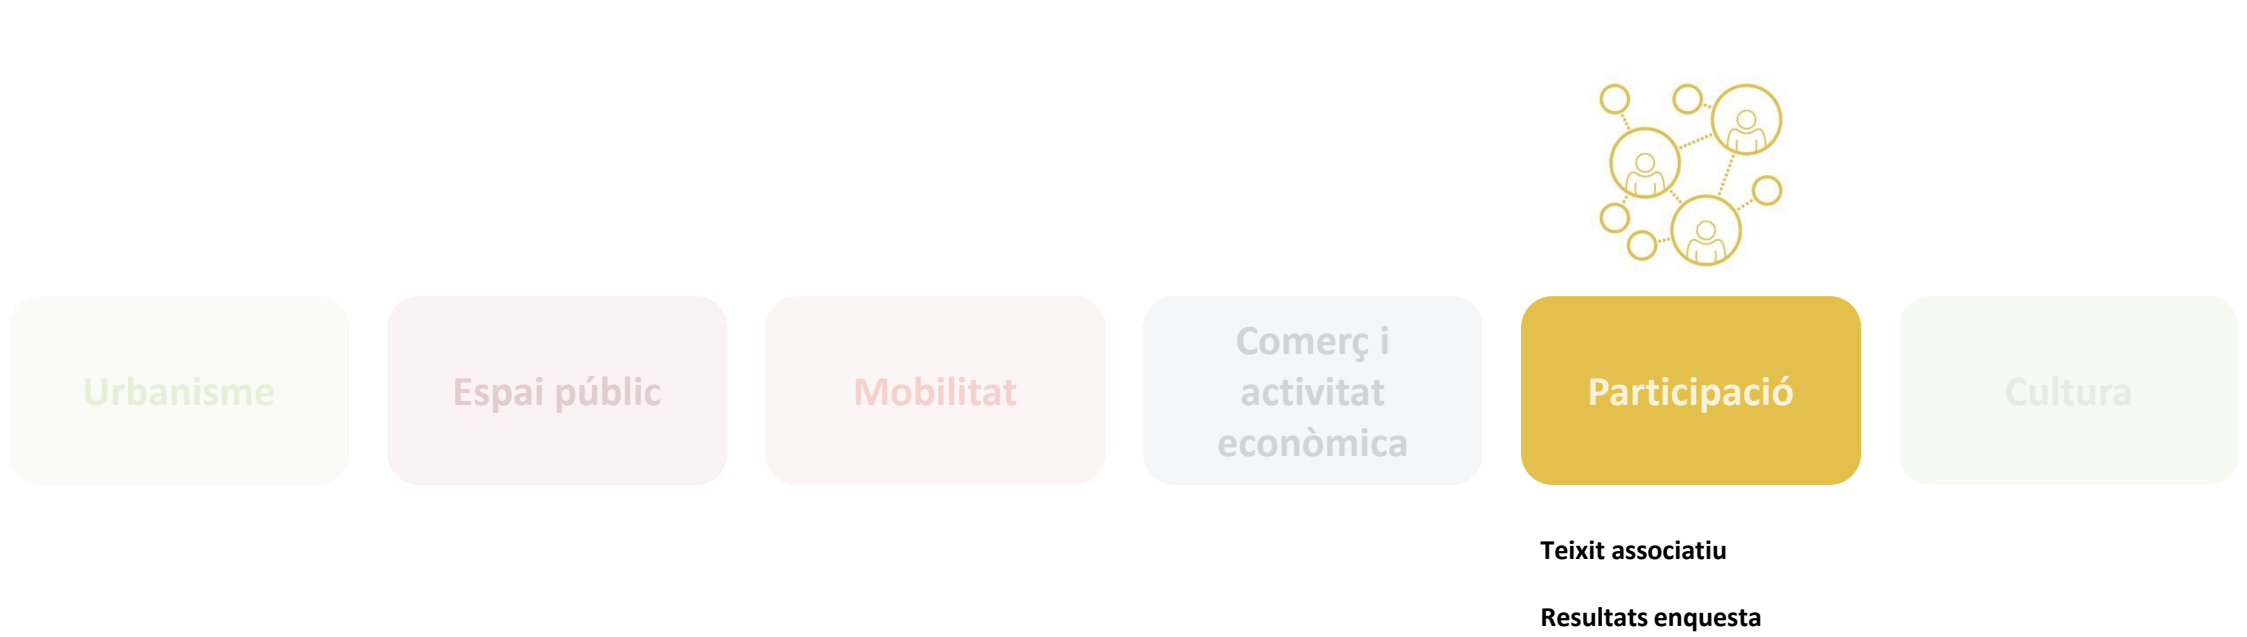 Urbanisme
Espai públic
Mobilitat
Comerç i
activitat
econòmica
Participació
Cultura
Teixit associatiu
Resultats enquesta